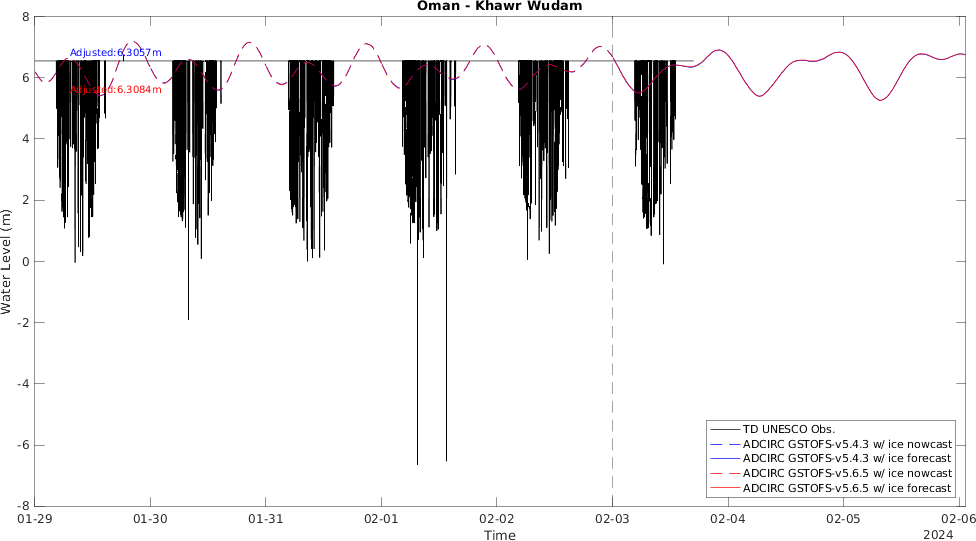 Oman - Khawr Wudam
8
6
4
2
0
-2
-4
-6
-8
Water Level (m)
Adjusted:6.3057m
Adjusted:6.3084m
TD UNESCO Obs.
ADCIRC GSTOFS-v5.4.3 w/ ice nowcast
ADCIRC GSTOFS-v5.4.3 w/ ice forecast
ADCIRC GSTOFS-v5.6.5 w/ ice nowcast
ADCIRC GSTOFS-v5.6.5 w/ ice forecast
01-29 01-30 01-31 02-01 02-02 02-03 02-04 02-05 02-06
Time 2024